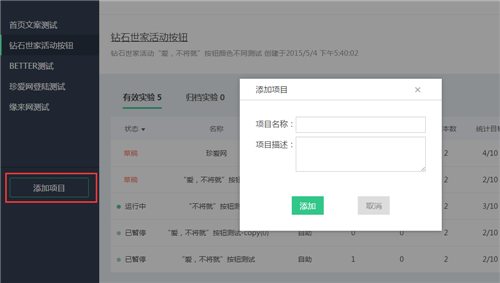 首页文案测试
钻石世家活动按钮
BETTER测试
珍爱网登陆测试
缘来网测试
添加项目
钻石世家活动按钮
钻石世家活动"爱，不将就"按钮颜色不同测试 创建于2015/5/4 下午5:40:02
有效实验 5 归档实验 0
状态 名称 本数 统计目标
草稿 珍爱网 2 4/10
草稿 "爱，不将就"按钮测 2 2/10
运行中 "不将就"按钮测 2 3/10
已暂停 "爱，不将就"按钮测试-copy(0) 自助 0 0 2 2/10
已暂停 "爱，不将就"按钮测试 自助 1 0 2 2/10
添加项目 ×
项目名称：
项目描述：
添加 取消